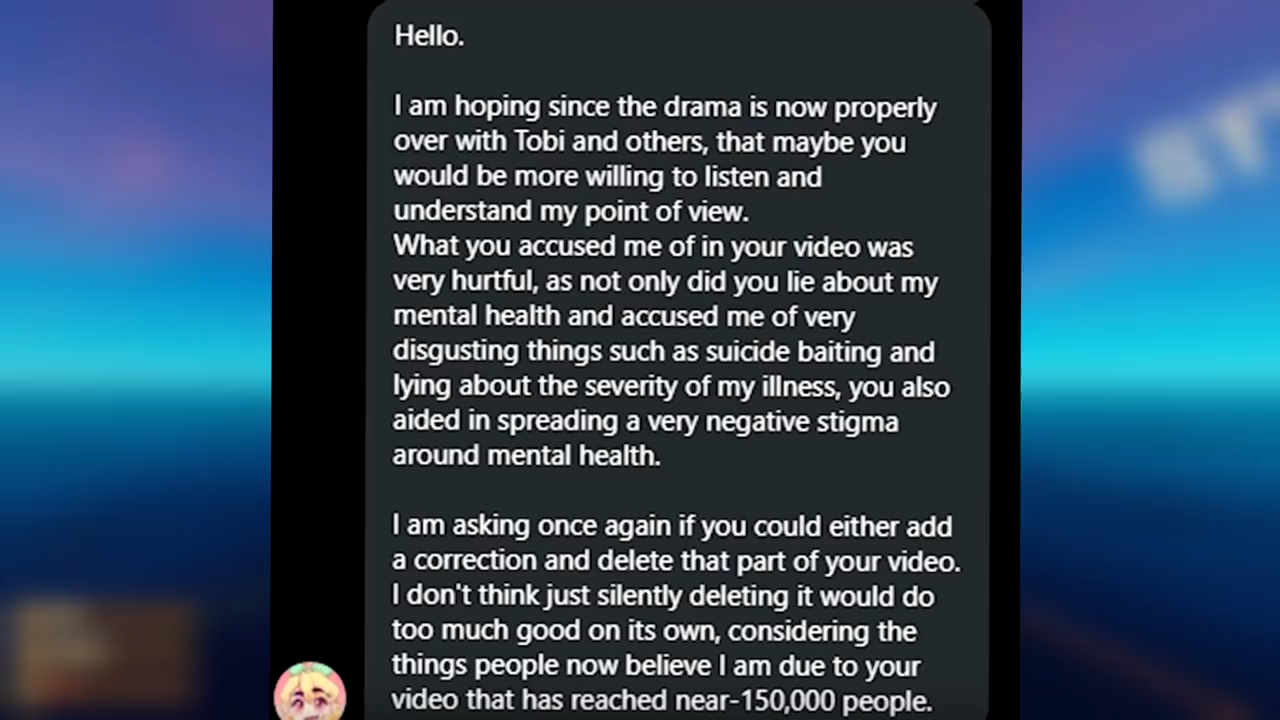 Hello.
I am hoping since the drama is now properly
over with Tobi and others, that maybe you
would be more willing to listen and
understand my point of view.
What you accused me of in your video was
very hurtful, as not only did you lie about my
mental health and accused me of very
disgusting things such as suicide baiting and
lying about the severity of my illness, you also
aided in spreading a very negative stigma
around mental health.
I am asking once again if you could either add
a correction and delete that part of your video.
I don't think just silently deleting it would do
too much good on its own, considering the
things people now believe I am due to your
video that has reached near-150,000 people.